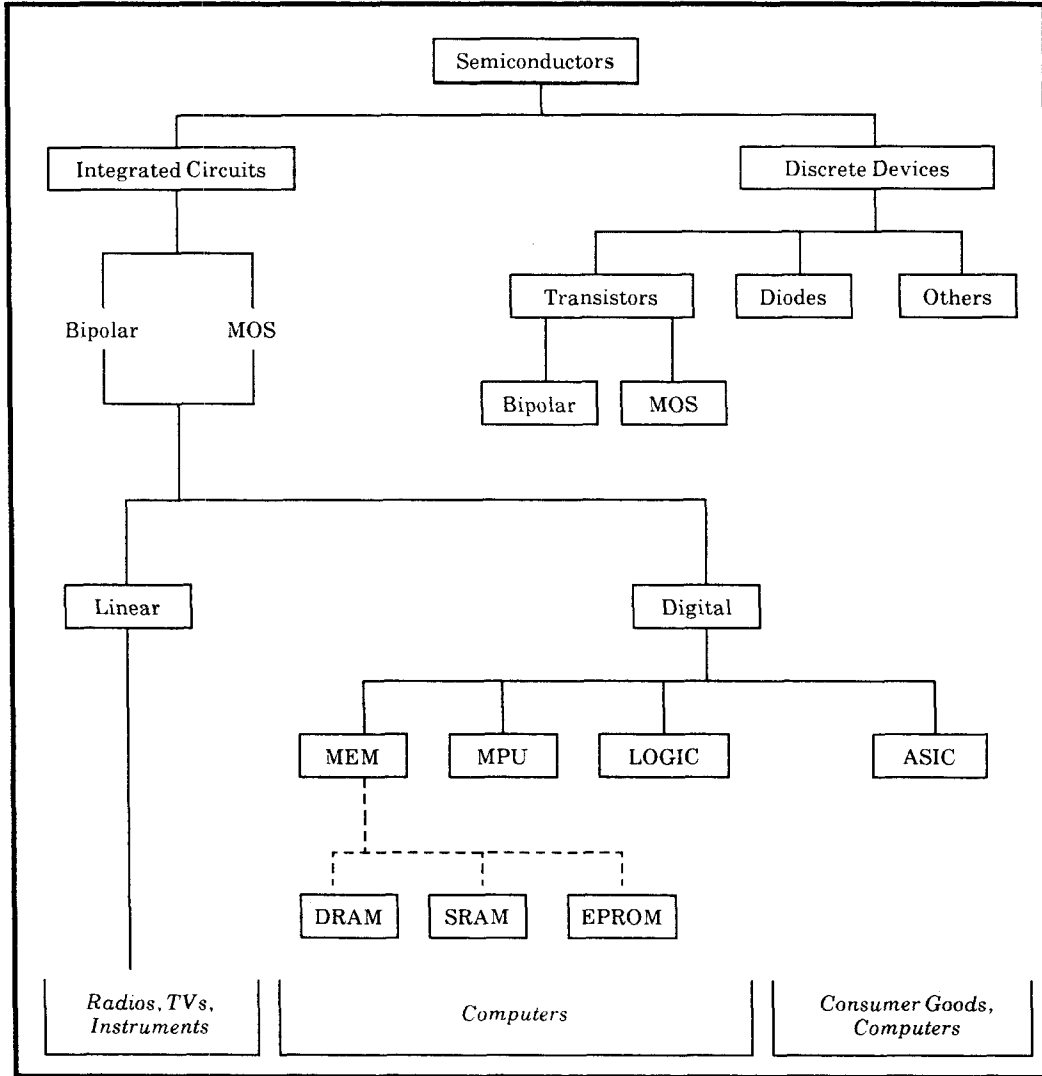 Semiconductors
Integrated Circuits
Discrete Devices
Transistors
Diodes
Others
Bipolar
MOS
Bipolar
MOS
Linear
Digital
MEM
MPU
LOGIC
ASIC
DRAM
SRAM
EPROM
Radios, TVs,
Instruments
Computers
Consumer Goods,
Computers